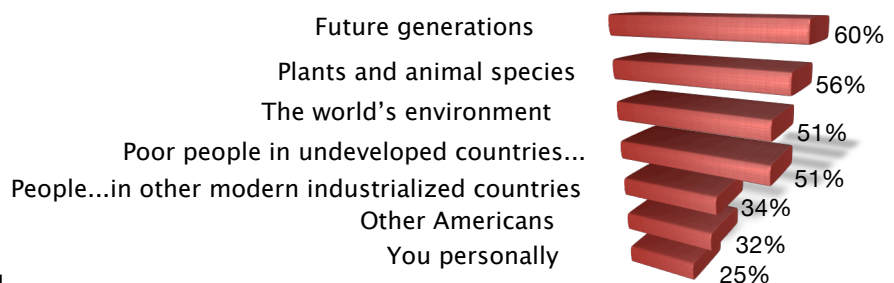 Future generations 60%
Plants and animal species 56%
The world's environment 51%
Poor people in undeveloped countries... 51%
People...in other modern industrialized countries 34%
Other Americans 32%
You personally 25%